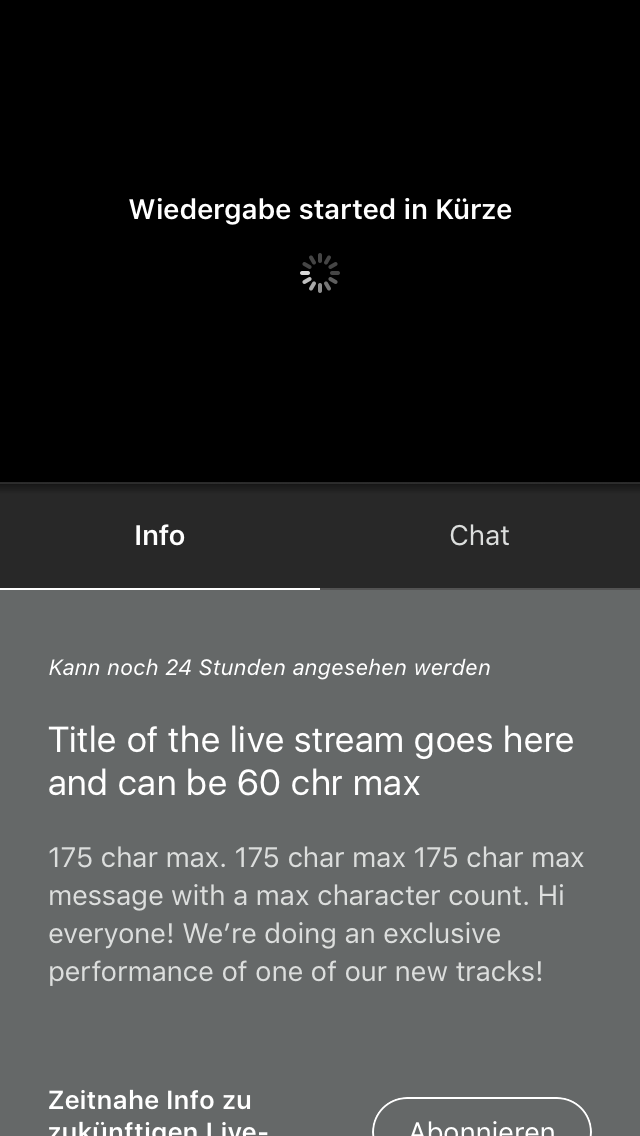 Wiedergabe started in Kürze
Info
Chat
Kann noch 24 Stunden angesehen werden
Title of the live stream goes here
and can be 60 chr max
175 char max. 175 char max 175 char max
message with a max character count. Hi
everyone! We’re doing an exclusive
performance of one of our new tracks!
Zeitnahe Info zu
zukünftigen Live-
Abonnieren